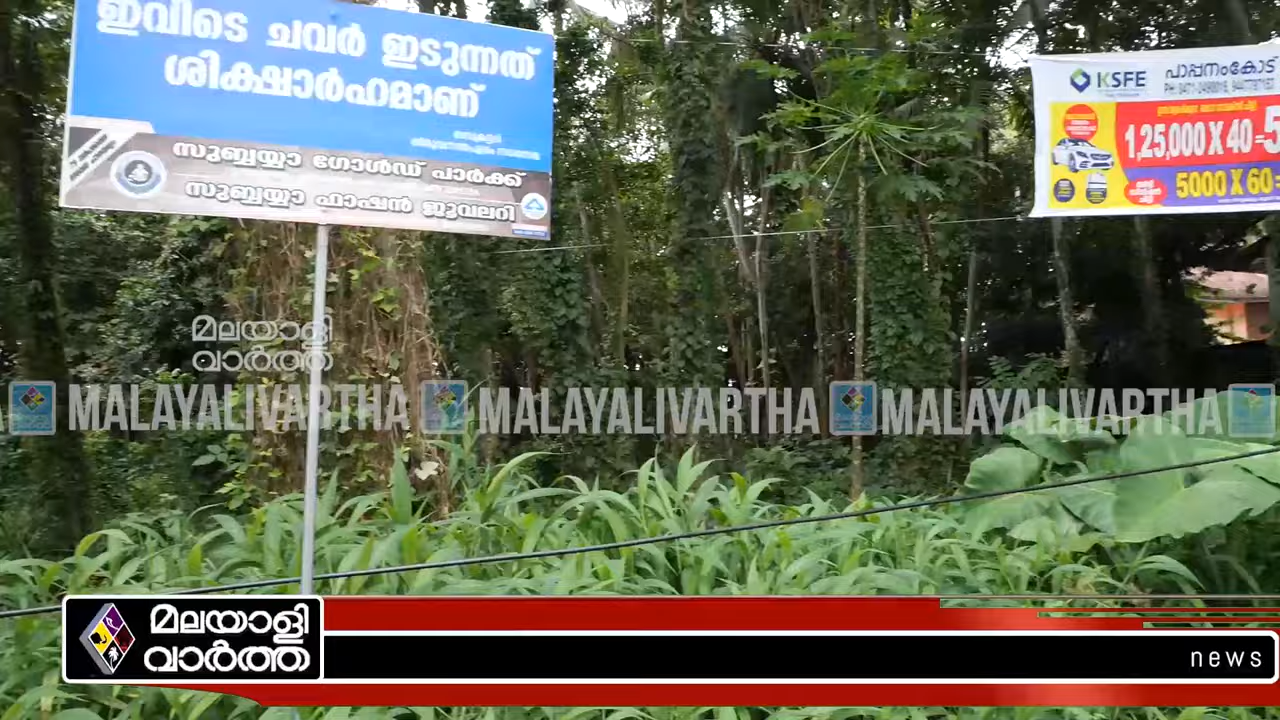 ഇവിടെ ചവർ ഇടുന്നത്
ശിക്ഷാർഹമാണ്
സുബ്ബയ്യാ ഗോൾഡ് പാർക്ക്
സുബ്ബയ്യാ ഫാഷൻ ജൂവലറി
KSFE പാപ്പനംകോട്
1,25,000 X 40 =5
5000 X 60 =
മലയാളി
വാർത്ത
MALAYALIVARTHA MALAYALIVARTHA MALAYALIVARTHA
മലയാളി
വാർത്ത
news